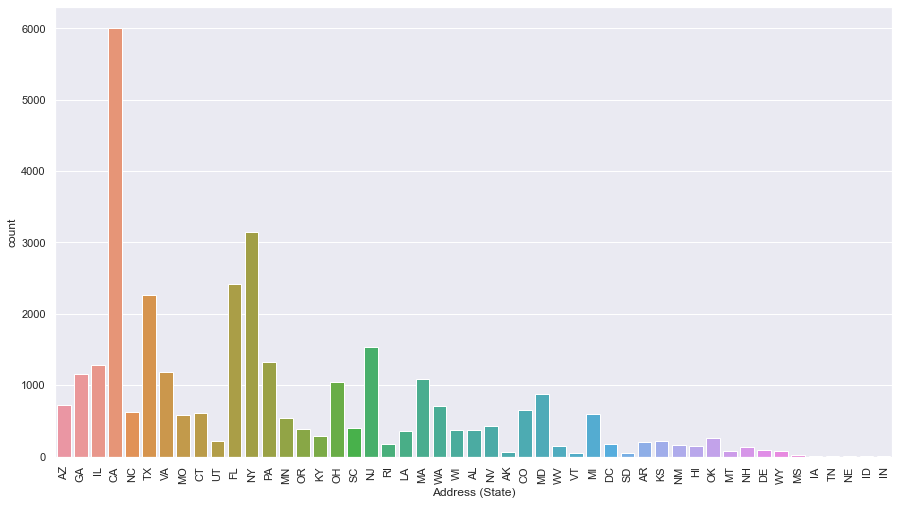 6000
5000
4000
3000
2000
1000
0
count
AZ GA IL CA NC TX VA MO CT UT FL NY PA MN OR KY OH SC NJ RI LA MA WA WI AL NV AK CO MD WV VT MI DC SD AR KS NM HI OK MT NH DE WY MS IA TN NE ID IN
Address (State)